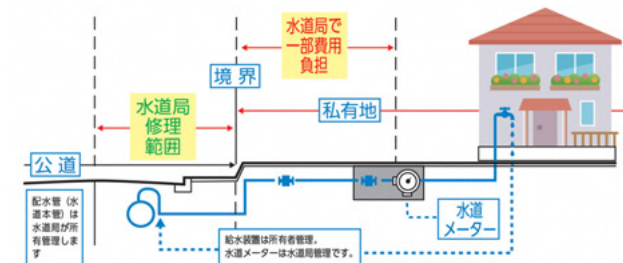 水道局で
一部費用
負担
境界
水道局
修理
範囲
私有地
公道
配水管（水
道本管）は
水道局が所
有管理しま
す
給水装置は所有者管理。
水道メーターは水道局管理です。
水道
メーター